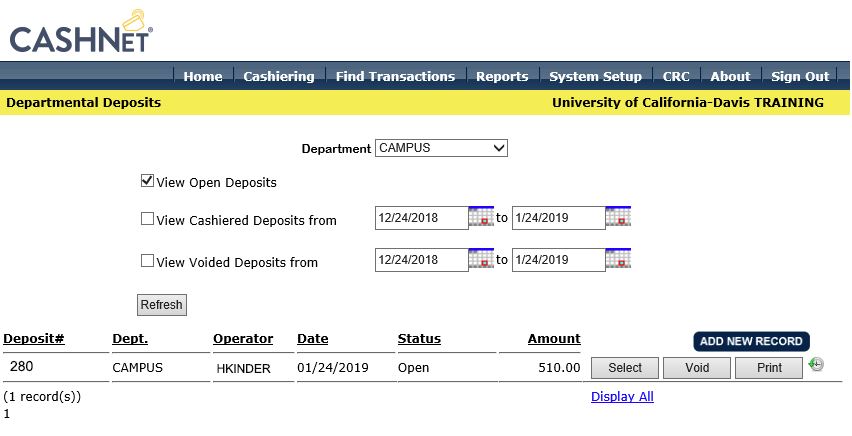 CASHNET®
Home Cashiering Find Transactions Reports System Setup CRC About Sign Out
Departmental Deposits University of California-Davis TRAINING
Department CAMPUS
View Open Deposits
View Cashiered Deposits from 12/24/2018 to 1/24/2019
View Voided Deposits from 12/24/2018 to 1/24/2019
Refresh
Deposit# Dept. Operator Date Status Amount ADD NEW RECORD
280 CAMPUS HKINDER 01/24/2019 Open 510.00 Select Void Print
(1 record(s)) Display All
1